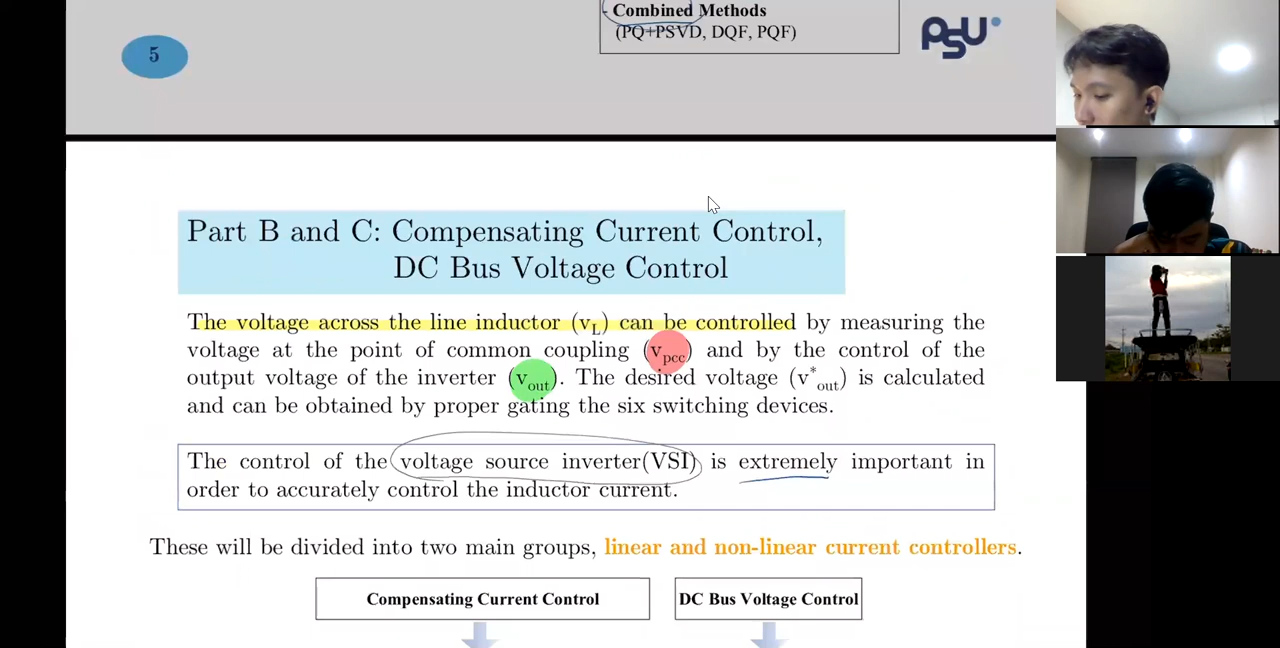 - Combined Methods
(PQ+PSVD, DQF, PQF)
PSU
5
Part B and C: Compensating Current Control,
DC Bus Voltage Control
The voltage across the line inductor (vL) can be controlled by measuring the
voltage at the point of common coupling (vpcc) and by the control of the
output voltage of the inverter (vout). The desired voltage (v*out) is calculated
and can be obtained by proper gating the six switching devices.
The control of the voltage source inverter(VSI) is extremely important in
order to accurately control the inductor current.
These will be divided into two main groups, linear and non-linear current controllers.
Compensating Current Control
DC Bus Voltage Control